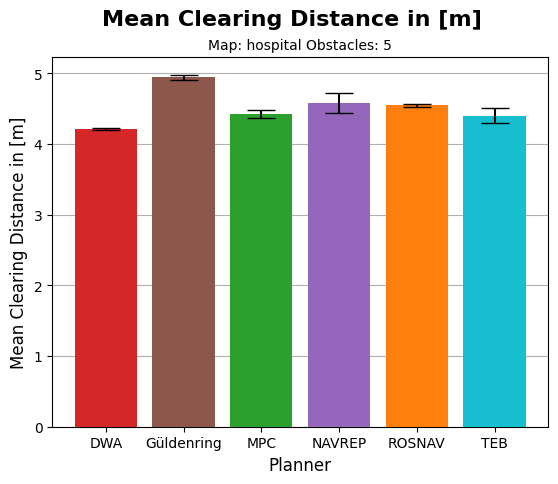 Mean Clearing Distance in [m]
Map: hospital Obstacles: 5
Mean Clearing Distance in [m]
5
4
3
2
1
0
DWA Güldenring MPC NAVREP ROSNAV TEB
Planner